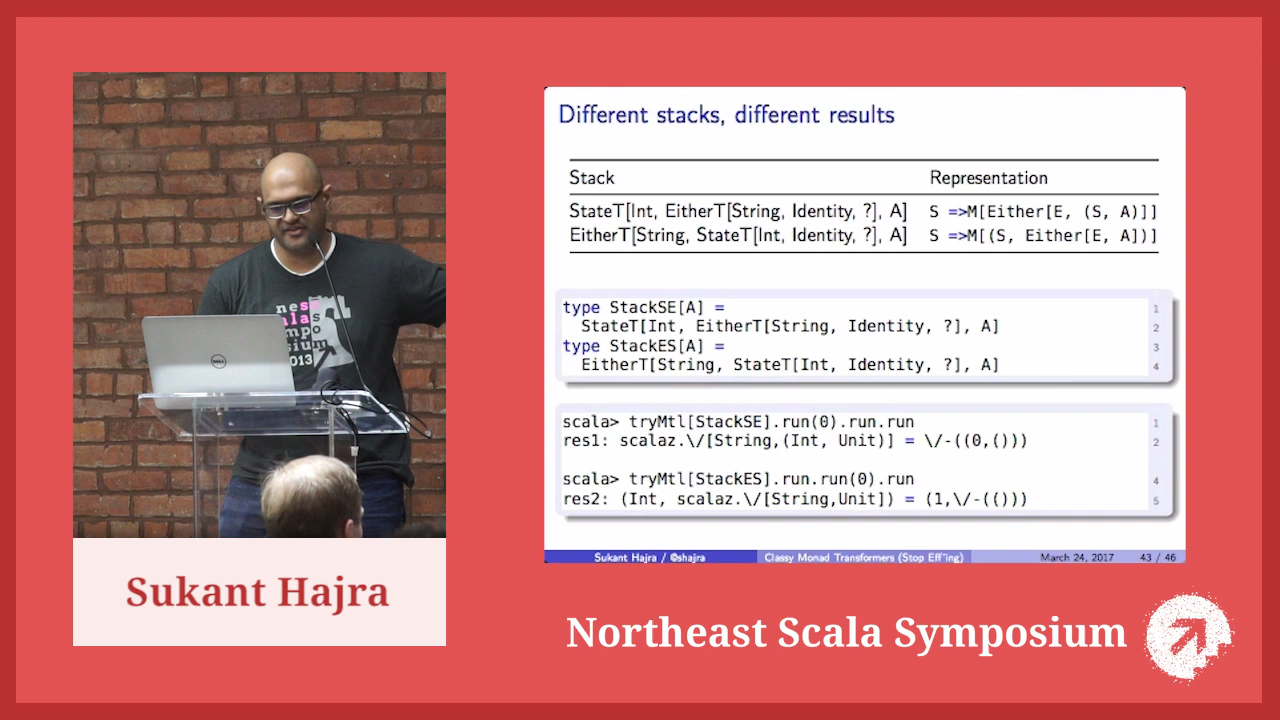 Different stacks, different results
Stack Representation
StateT[Int, EitherT[String, Identity, ?], A] S =>M[Either[E, (S, A)]]
EitherT[String, StateT[Int, Identity, ?], A] S =>M[(S, Either[E, A])]
type StackSE[A] = 1
StateT[Int, EitherT[String, Identity, ?], A] 2
type StackES[A] = 3
EitherT[String, StateT[Int, Identity, ?], A] 4
scala> tryMtl[StackSE].run(0).run.run 1
res1: scalaz.\/[String,(Int, Unit)] = \/-((0,())) 2
scala> tryMtl[StackES].run.run(0).run 4
res2: (Int, scalaz.\/[String,Unit]) = (1,\/-(())) 5
Sukant Hajra / @shajra Classy Monad Transformers (Stop Eff'ing) March 24, 2017 43 / 46
DELL
2013
Sukant Hajra
Northeast Scala Symposium